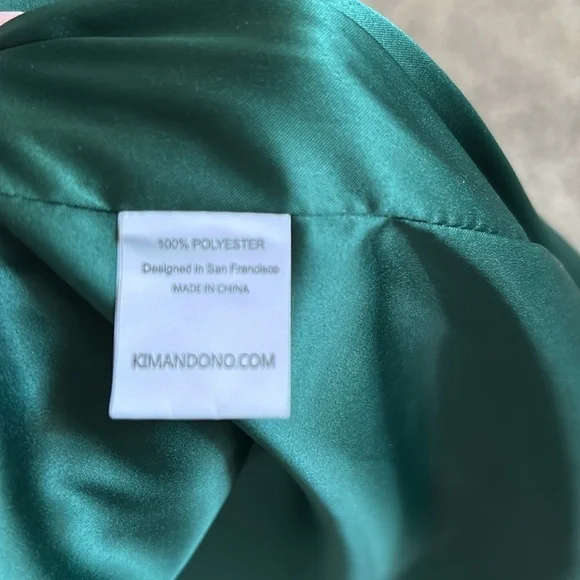 100% POLYESTER
Designed in San Francisco
MADE IN CHINA
KIMANDONO.COM